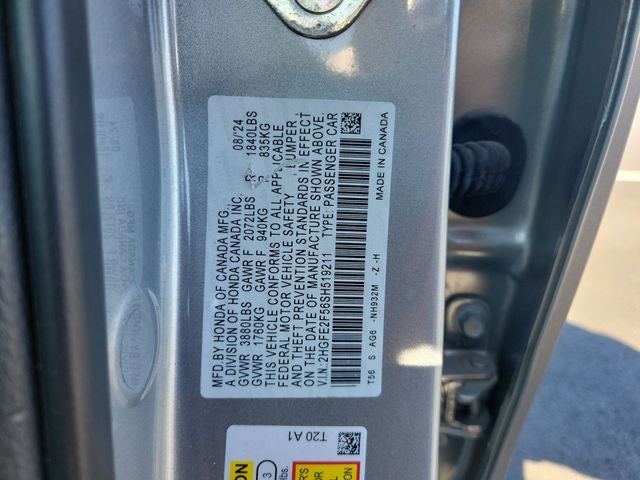 MFD.BY HONDA OF CANADA MFG. 08/'24
A DIVISION OF HONDA CANADA INC.
GVWR 3880LBS GAWR F 2072LBS R 1840LBS
GVWR 1760KG GAWR F 940KG R 835KG
THIS VEHICLE CONFORMS TO ALL APPLICABLE
FEDERAL MOTOR VEHICLE SAFETY, BUMPER,
AND THEFT PREVENTION STANDARDS IN EFFECT
ON THE DATE OF MANUFACTURE SHOWN ABOVE.
V.I.N.:2HGFE2F56SH519211 TYPE: PASSENGER CAR
T56 S AG6 -NH932M -Z -H MADE IN CANADA
T20 A1
ON
3
lbs.